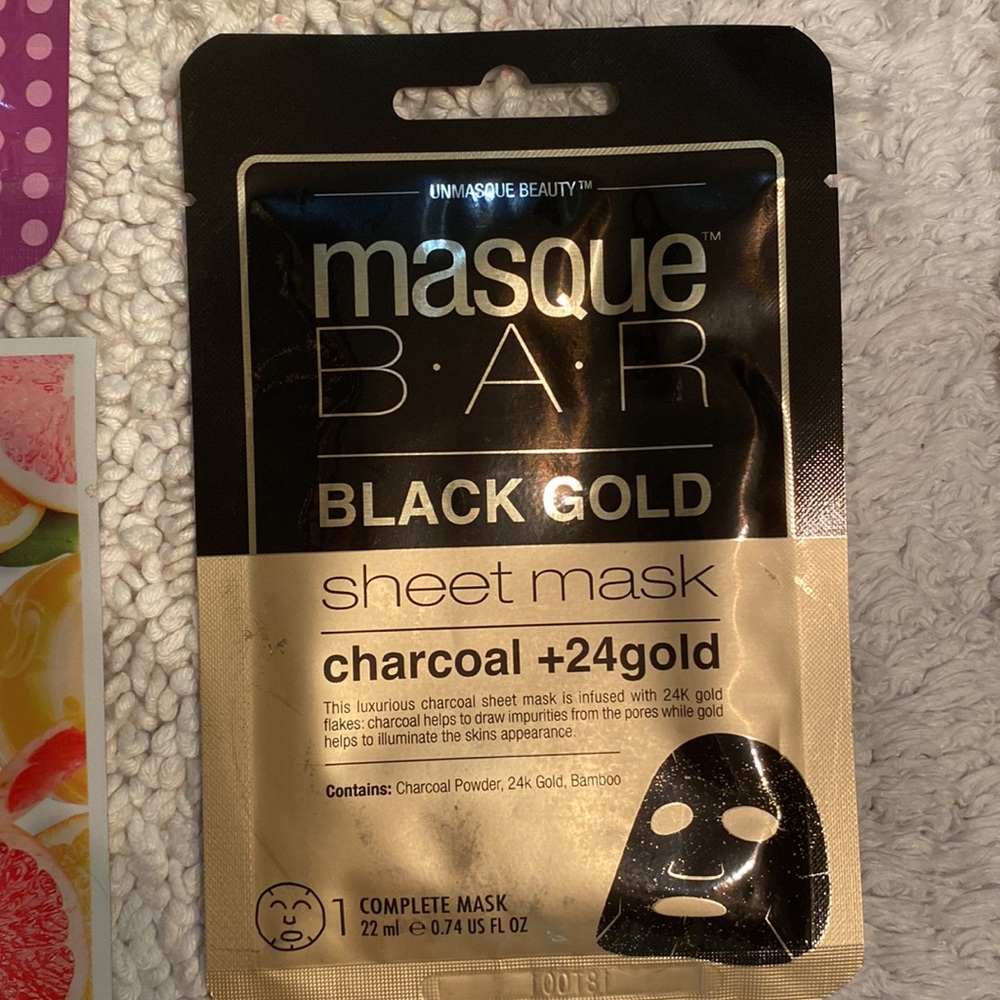 UNMASQUE BEAUTY™
masque™
B·A·R
BLACK GOLD
sheet mask
charcoal +24gold
This luxurious charcoal sheet mask is infused with 24K gold
flakes: charcoal helps to draw impurities from the pores while gold
helps to illuminate the skins appearance.
Contains: Charcoal Powder, 24k Gold, Bamboo
1 COMPLETE MASK
22 ml ℮ 0.74 US FL OZ